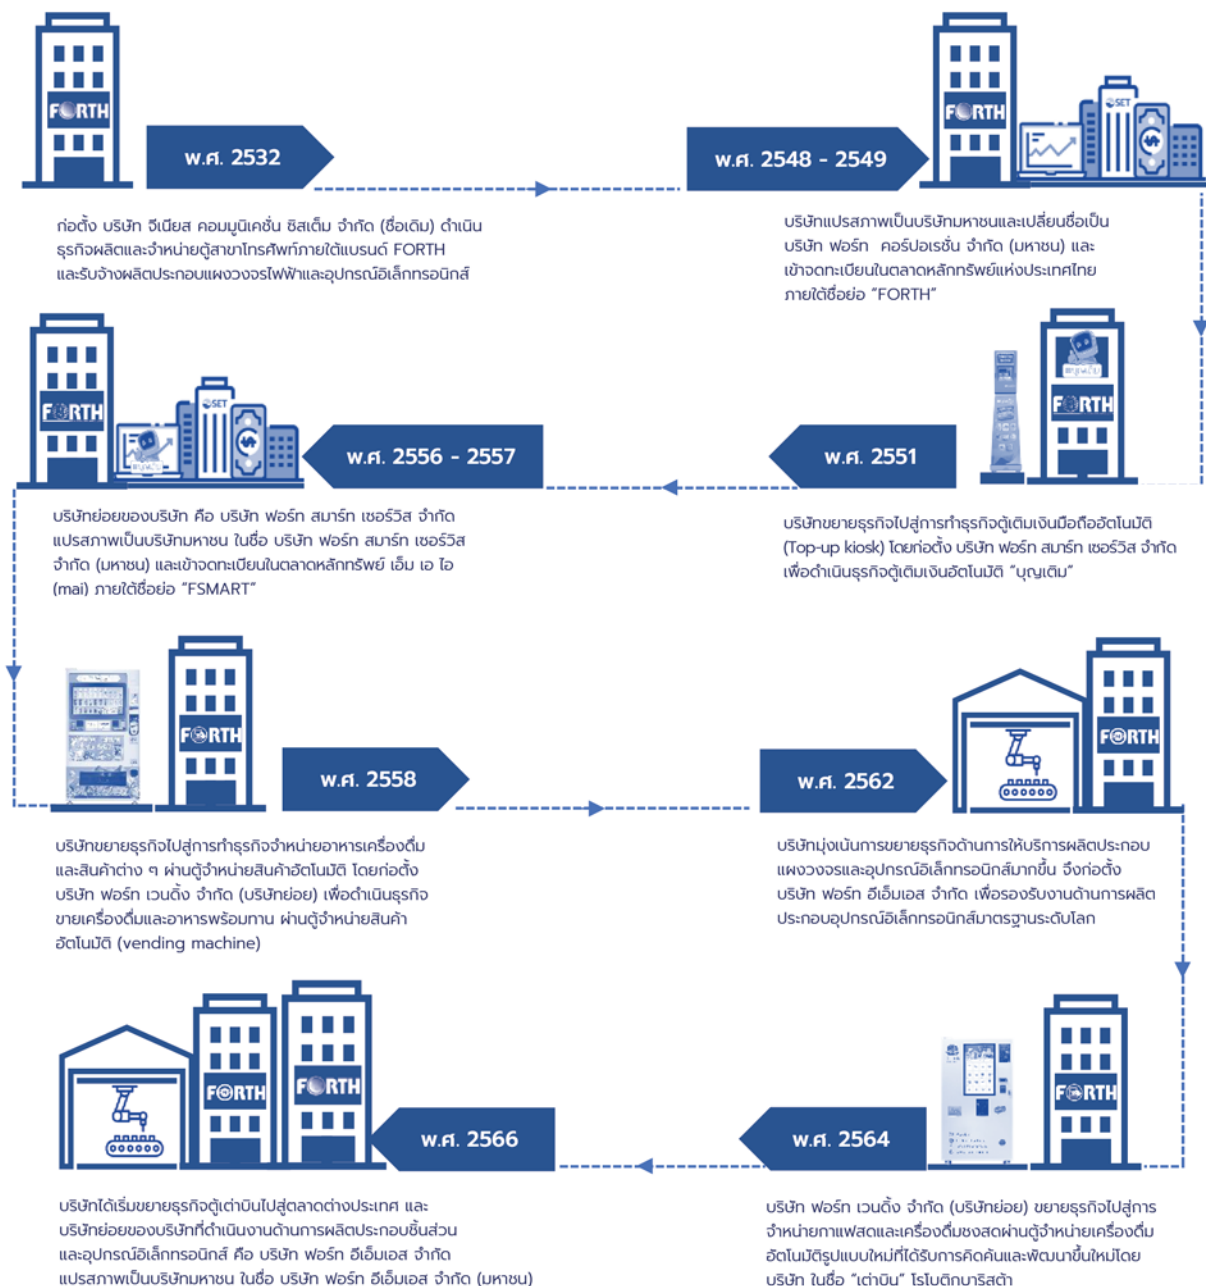 FORTH
พ.ศ. 2532
ก่อตั้ง บริษัท จีเนียส คอมมูนิเคชั่น ซิสเต็ม จำกัด (ชื่อเดิม) ดำเนิน
ธุรกิจผลิตและจำหน่ายตู้สาขาโทรศัพท์ภายใต้แบรนด์ FORTH
และรับจ้างผลิตประกอบแผงวงจรไฟฟ้าและอุปกรณ์อิเล็กทรอนิกส์
พ.ศ. 2548 - 2549
FORTH
SET
บริษัทแปรสภาพเป็นบริษัทมหาชนและเปลี่ยนชื่อเป็น
บริษัท ฟอร์ท คอร์ปอเรชั่น จำกัด (มหาชน) และ
เข้าจดทะเบียนในตลาดหลักทรัพย์แห่งประเทศไทย
ภายใต้ชื่อย่อ "FORTH"
พ.ศ. 2551
บุญเติม
FORTH
บริษัทขยายธุรกิจไปสู่การทำธุรกิจตู้เติมเงินมือถืออัตโนมัติ
(Top-up kiosk) โดยก่อตั้ง บริษัท ฟอร์ท สมาร์ท เซอร์วิส จำกัด
เพื่อดำเนินธุรกิจตู้เติมเงินอัตโนมัติ "บุญเติม"
FORTH
SET
บุญเติม
พ.ศ. 2556 - 2557
บริษัทย่อยของบริษัท คือ บริษัท ฟอร์ท สมาร์ท เซอร์วิส จำกัด
แปรสภาพเป็นบริษัทมหาชน ในชื่อ บริษัท ฟอร์ท สมาร์ท เซอร์วิส
จำกัด (มหาชน) และเข้าจดทะเบียนในตลาดหลักทรัพย์ เอ็ม เอ ไอ
(mai) ภายใต้ชื่อย่อ "FSMART"
FORTH
พ.ศ. 2558
บริษัทขยายธุรกิจไปสู่การทำธุรกิจจำหน่ายอาหารเครื่องดื่ม
และสินค้าต่าง ๆ ผ่านตู้จำหน่ายสินค้าอัตโนมัติ โดยก่อตั้ง
บริษัท ฟอร์ท เวนดิ้ง จำกัด (บริษัทย่อย) เพื่อดำเนินธุรกิจ
ขายเครื่องดื่มและอาหารพร้อมทาน ผ่านตู้จำหน่ายสินค้า
อัตโนมัติ (vending machine)
พ.ศ. 2562
FORTH
บริษัทมุ่งเน้นการขยายธุรกิจด้านการให้บริการผลิตประกอบ
แผงวงจรและอุปกรณ์อิเล็กทรอนิกส์มากขึ้น จึงก่อตั้ง
บริษัท ฟอร์ท อีเอ็มเอส จำกัด เพื่อรองรับงานด้านการผลิต
ประกอบอุปกรณ์อิเล็กทรอนิกส์มาตรฐานระดับโลก
พ.ศ. 2564
FORTH
บริษัท ฟอร์ท เวนดิ้ง จำกัด (บริษัทย่อย) ขยายธุรกิจไปสู่การ
จำหน่ายกาแฟสดและเครื่องดื่มชงสดผ่านตู้จำหน่ายเครื่องดื่ม
อัตโนมัติรูปแบบใหม่ที่ได้รับการคิดค้นและพัฒนาขึ้นใหม่โดย
บริษัท ในชื่อ "เต่าบิน" โรโบติกบาริสต้า
FORTH
FORTH
พ.ศ. 2566
บริษัทได้เริ่มขยายธุรกิจตู้เต่าบินไปสู่ตลาดต่างประเทศ และ
บริษัทย่อยของบริษัทที่ดำเนินงานด้านการผลิตประกอบชิ้นส่วน
และอุปกรณ์อิเล็กทรอนิกส์ คือ บริษัท ฟอร์ท อีเอ็มเอส จำกัด
แปรสภาพเป็นบริษัทมหาชน ในชื่อ บริษัท ฟอร์ท อีเอ็มเอส จำกัด (มหาชน)